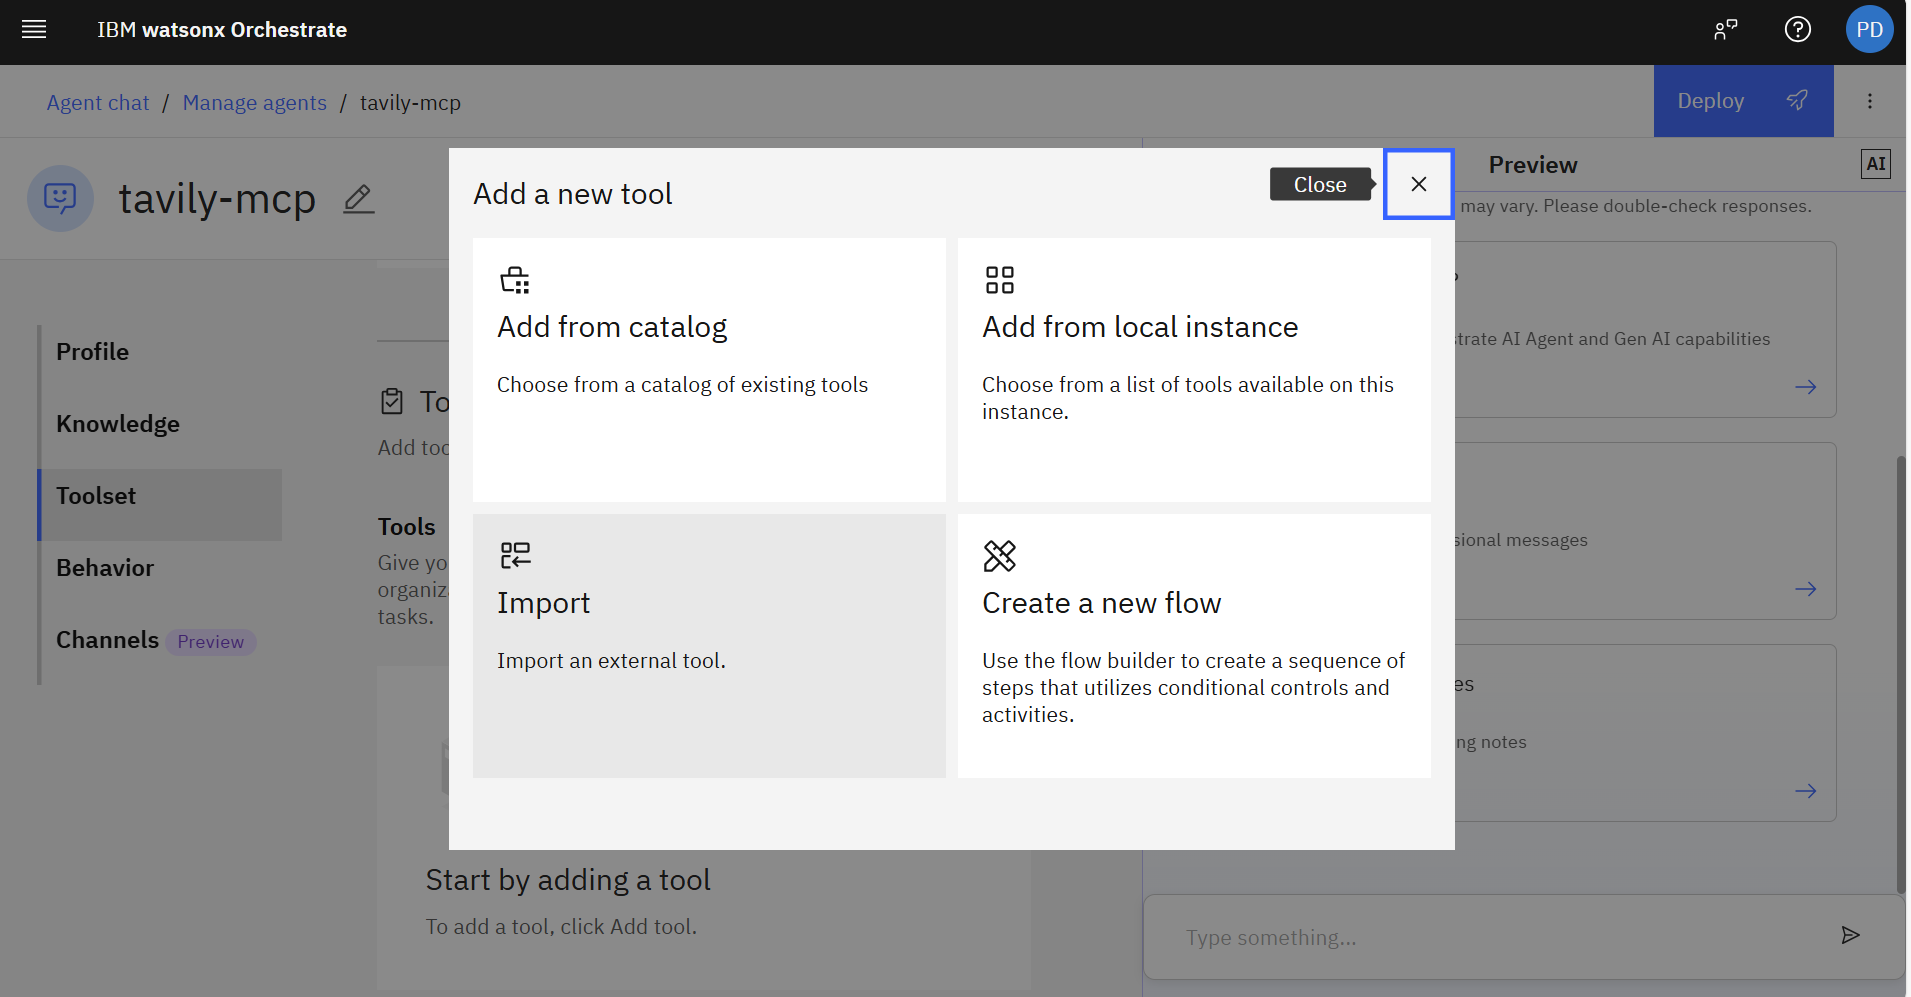 IBM watsonx Orchestrate
PD
Agent chat / Manage agents / tavily-mcp
Deploy
tavily-mcp
Profile
Knowledge
Toolset
Behavior
Channels Preview
Add too
Tools
Give yo
organiz
tasks.
Start by adding a tool
To add a tool, click Add tool.
Add a new tool
Close
Add from catalog
Choose from a catalog of existing tools
Add from local instance
Choose from a list of tools available on this
instance.
Import
Import an external tool.
Create a new flow
Use the flow builder to create a sequence of
steps that utilizes conditional controls and
activities.
Preview
AI
may vary. Please double-check responses.
strate AI Agent and Gen AI capabilities
sional messages
es
ng notes
Type something...